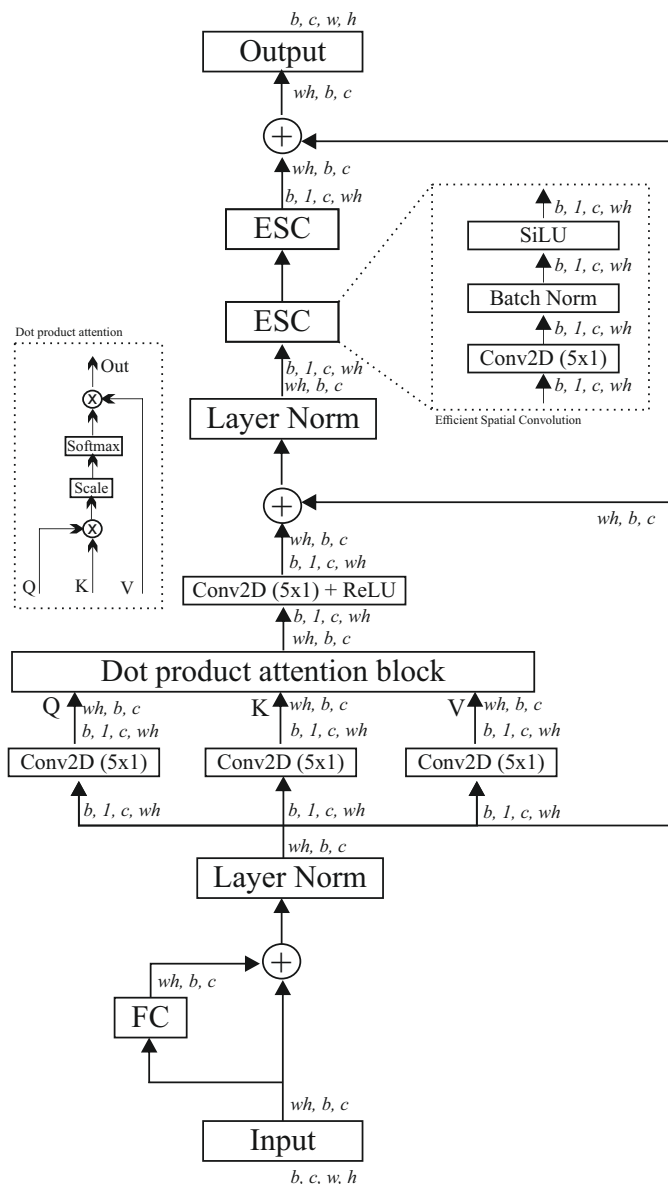 b, c, w, h
Output
wh, b, c
+
wh, b, c
b, 1, c, wh
ESC
ESC
b, 1, c, wh
wh, b, c
Layer Norm
b, 1, c, wh
SiLU
b, 1, c, wh
Batch Norm
b, 1, c, wh
Conv2D (5x1)
b, 1, c, wh
Efficient Spatial Convolution
Dot product attention
Out
X
Softmax
Scale
X
Q K V
+
wh, b, c
wh, b, c
b, 1, c, wh
Conv2D (5x1) + ReLU
b, 1, c, wh
wh, b, c
Dot product attention block
Q wh, b, c K wh, b, c V wh, b, c
b, 1, c, wh b, 1, c, wh b, 1, c, wh
Conv2D (5x1) Conv2D (5x1) Conv2D (5x1)
b, 1, c, wh b, 1, c, wh b, 1, c, wh
wh, b, c
Layer Norm
+
wh, b, c
FC
wh, b, c
Input
b, c, w, h